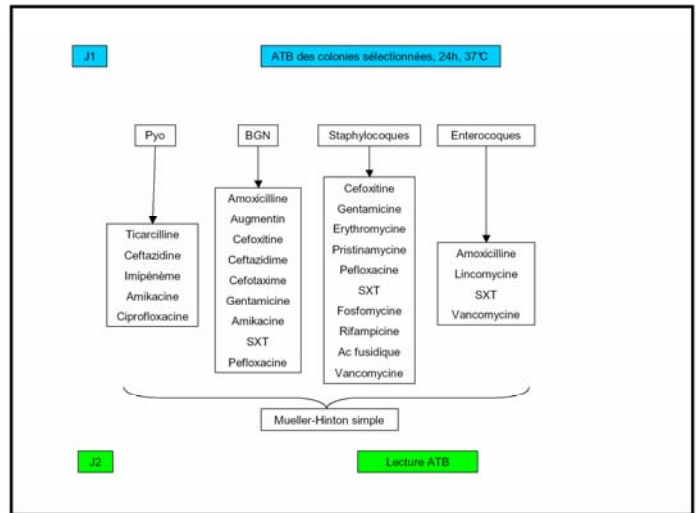 J1
ATB des colonies sélectionnées, 24h, 37°C
Pyo
BGN
Staphylocoques
Enterocoques
Ticarcilline
Ceftazidine
Imipénème
Amikacine
Ciprofloxacine
Amoxicilline
Augmentin
Cefoxitine
Ceftazidime
Cefotaxime
Gentamicine
Amikacine
SXT
Pefloxacine
Cefoxitine
Gentamicine
Erythromycine
Pristinamycine
Pefloxacine
SXT
Fosfomycine
Rifampicine
Ac fusidique
Vancomycine
Amoxicilline
Lincomycine
SXT
Vancomycine
Mueller-Hinton simple
J2
Lecture ATB